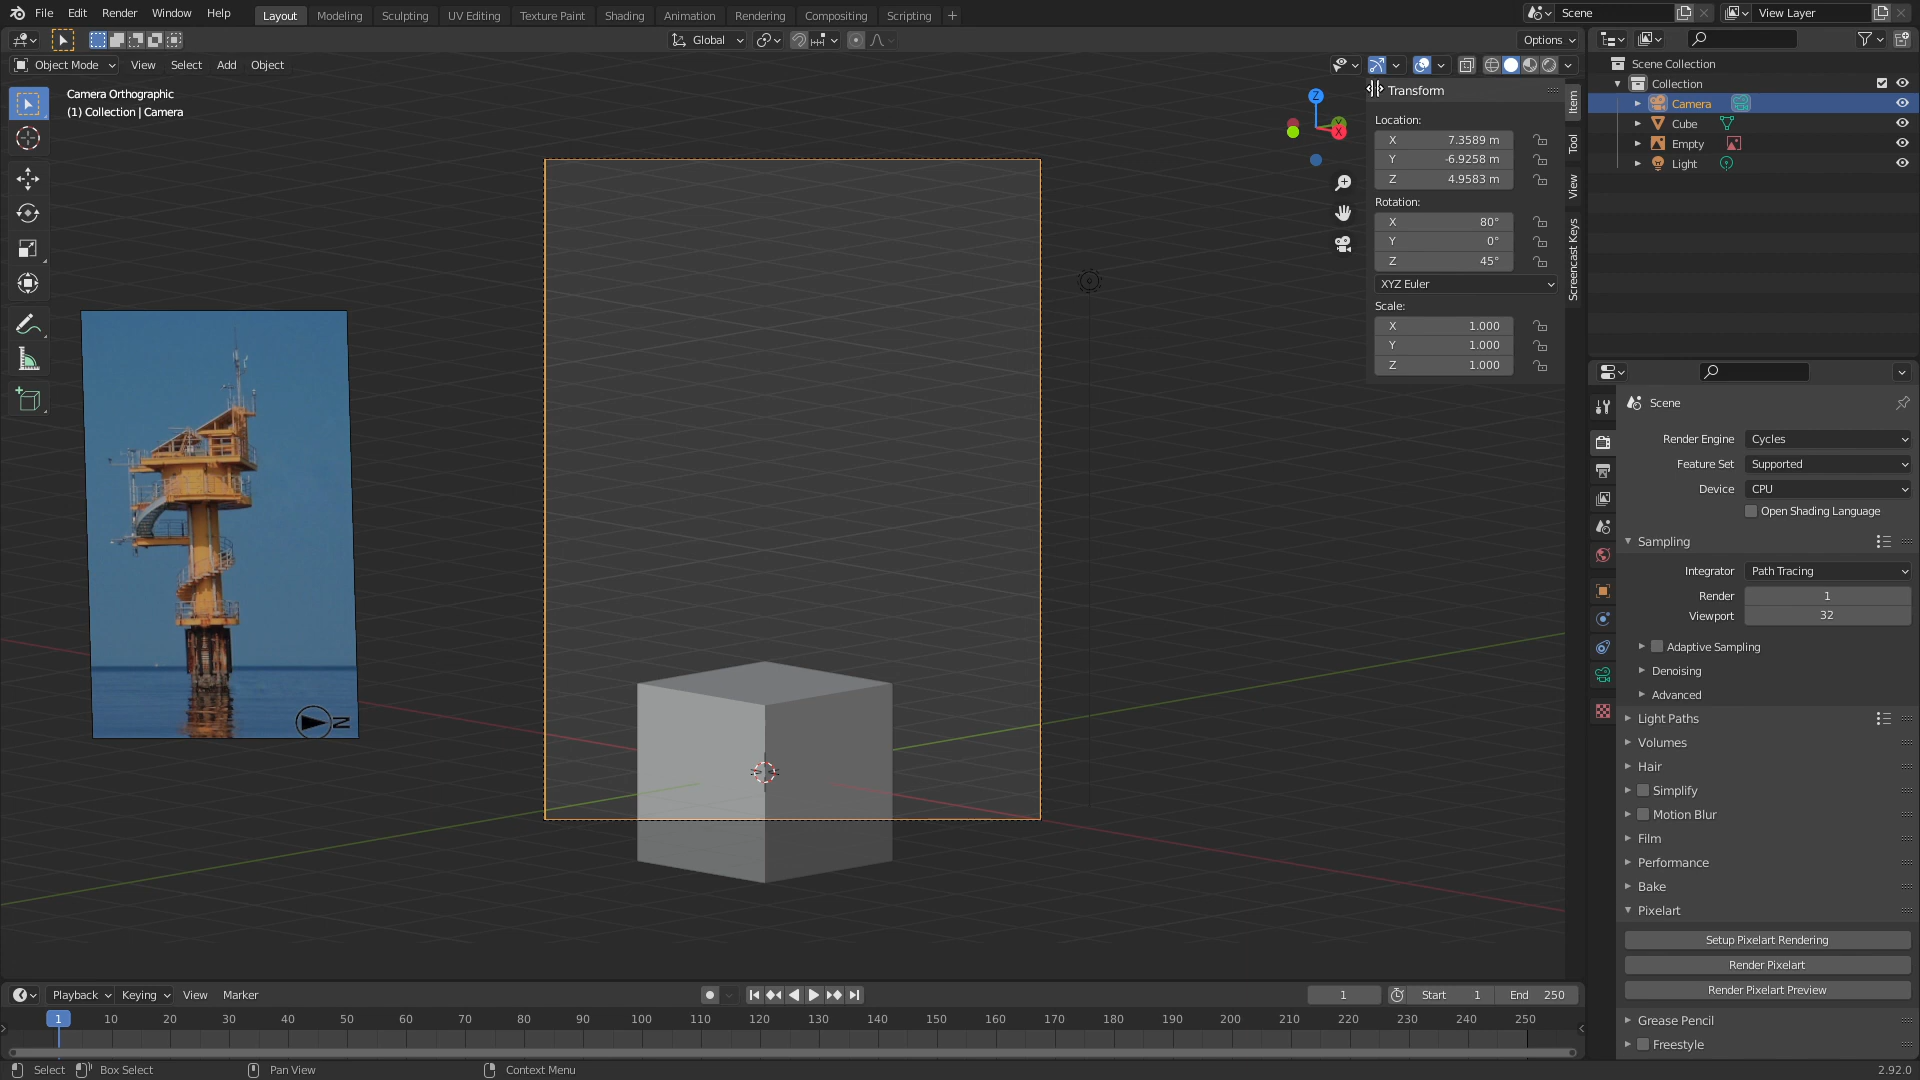 File Edit Render Window Help Layout Modeling Sculpting UV Editing Texture Paint Shading Animation Rendering Compositing Scripting + Scene View Layer
Global Options
Object Mode View Select Add Object
Camera Orthographic
(1) Collection | Camera
Z
Y
X
Transform
Location:
X 7.3589 m
Y -6.9258 m
Z 4.9583 m
Rotation:
X 80°
Y 0°
Z 45°
XYZ Euler
Scale:
X 1.000
Y 1.000
Z 1.000
Item
Tool
View
Screencast Keys
Scene Collection
Collection
Camera
Cube
Empty
Light
Scene
Render Engine Cycles
Feature Set Supported
Device CPU
Open Shading Language
Sampling
Integrator Path Tracing
Render 1
Viewport 32
Adaptive Sampling
Denoising
Advanced
Light Paths
Volumes
Hair
Simplify
Motion Blur
Film
Performance
Bake
Pixelart
Setup Pixelart Rendering
Render Pixelart
Render Pixelart Preview
Grease Pencil
Freestyle
N
Playback Keying View Marker 1 Start 1 End 250
1 10 20 30 40 50 60 70 80 90 100 110 120 130 140 150 160 170 180 190 200 210 220 230 240 250
Select Box Select Pan View Context Menu 2.92.0